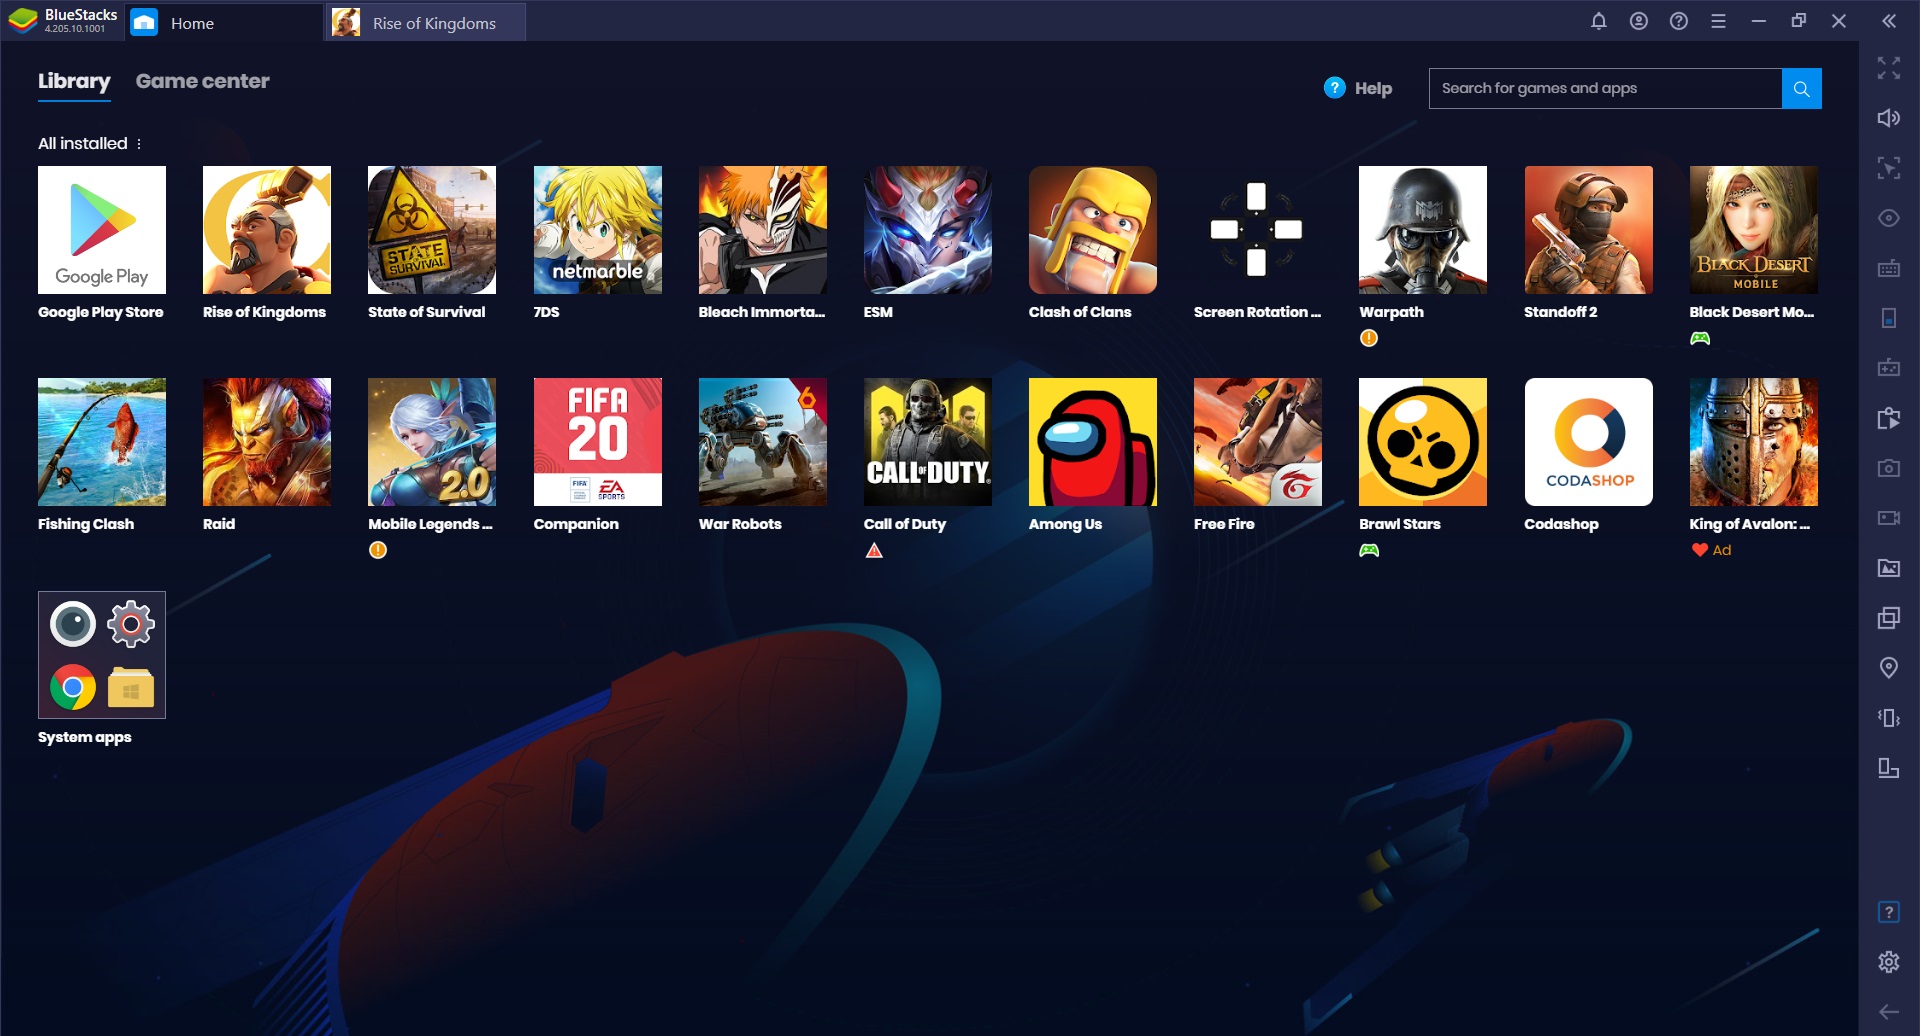 BlueStacks
4.205.10.1001
Home
Rise of Kingdoms
Library
Game center
? Help
Search for games and apps
All installed
Google Play
STATE
SURVIVAL
netmarble
BLACK DESERT
MOBILE
Google Play Store
Rise of Kingdoms
State of Survival
7DS
Bleach Immorta...
ESM
Clash of Clans
Screen Rotation ...
Warpath
Standoff 2
Black Desert Mo...
2.0
FIFA
20
FIFA
EA
SPORTS
6
CALL OF DUTY
CODASHOP
Fishing Clash
Raid
Mobile Legends ...
Companion
War Robots
Call of Duty
Among Us
Free Fire
Brawl Stars
Codashop
King of Avalon: ...
Ad
System apps